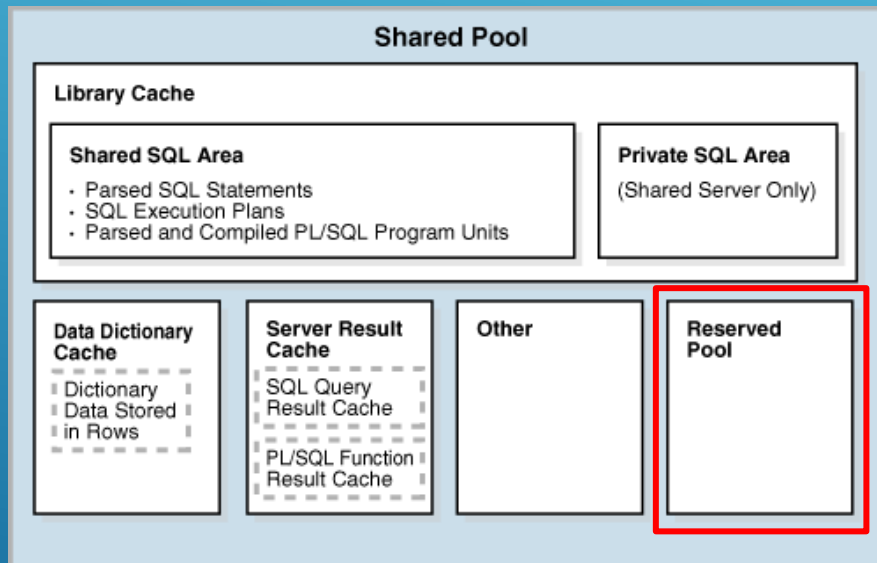 Shared Pool
Library Cache
Shared SQL Area
· Parsed SQL Statements
· SQL Execution Plans
· Parsed and Compiled PL/SQL Program Units
Private SQL Area
(Shared Server Only)
Data Dictionary
Cache
Dictionary
Data Stored
in Rows
Server Result
Cache
SQL Query
Result Cache
PL/SQL Function
Result Cache
Other
Reserved
Pool